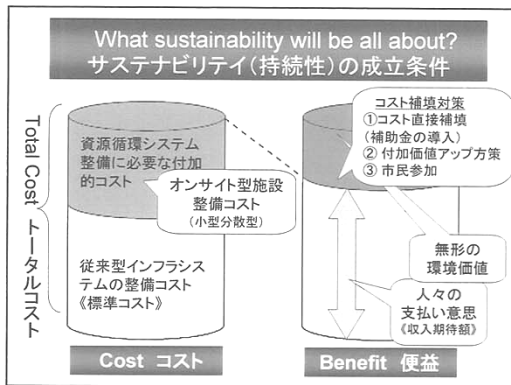 What sustainability will be all about?
サステナビリティ(持続性)の成立条件
Total Cost トータルコスト
資源循環システム
整備に必要な付加
的コスト
オンサイト型施設
整備コスト
(小型分散型)
従来型インフラシス
テムの整備コスト
《標準コスト》
Cost コスト
コスト補填対策
①コスト直接補填
(補助金の導入)
② 付加価値アップ方策
③ 市民参加
無形の
環境価値
人々の
支払い意思
《収入期待額》
Benefit 便益